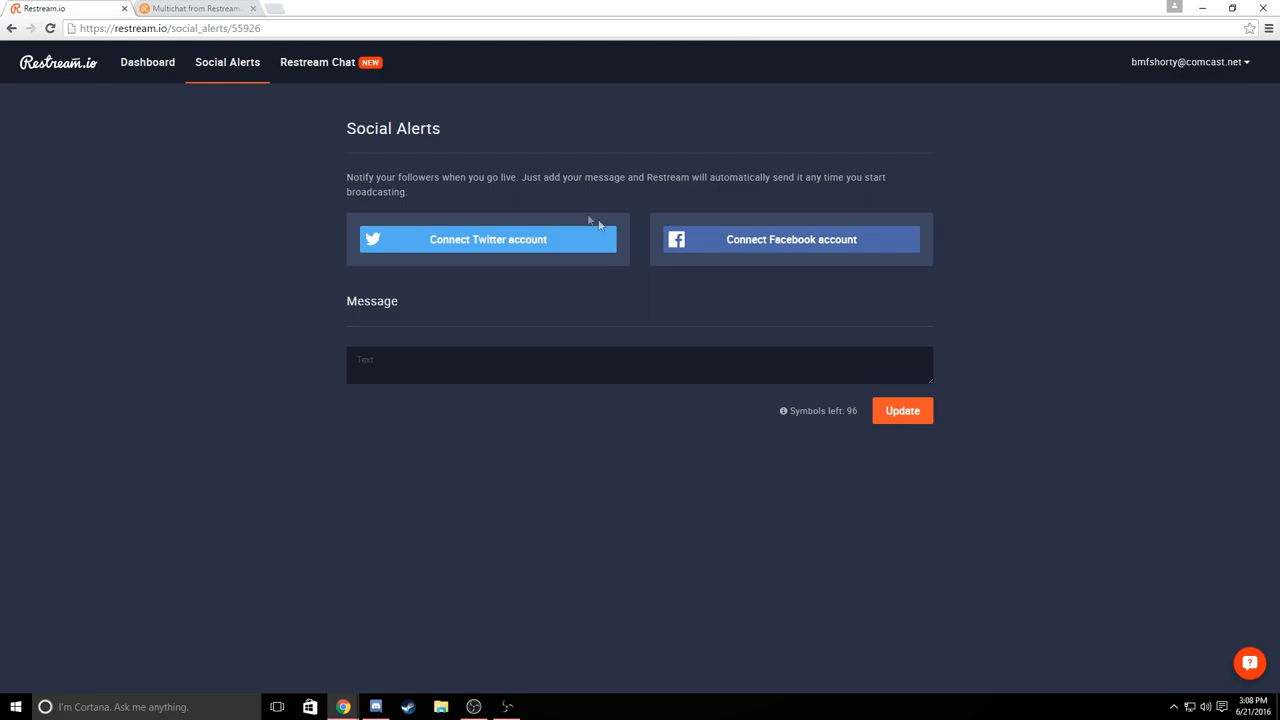 Restream.io
Multichat from Restream.
https://restream.io/social_alerts/55926
Restream.io
Dashboard
Social Alerts
Restream Chat NEW
bmfshorty@comcast.net
Social Alerts
Notify your followers when you go live. Just add your message and Restream will automatically send it any time you start
broadcasting.
Connect Twitter account
Connect Facebook account
Message
Text
Symbols left: 96
Update
I'm Cortana. Ask me anything.
3:08 PM
6/21/2016